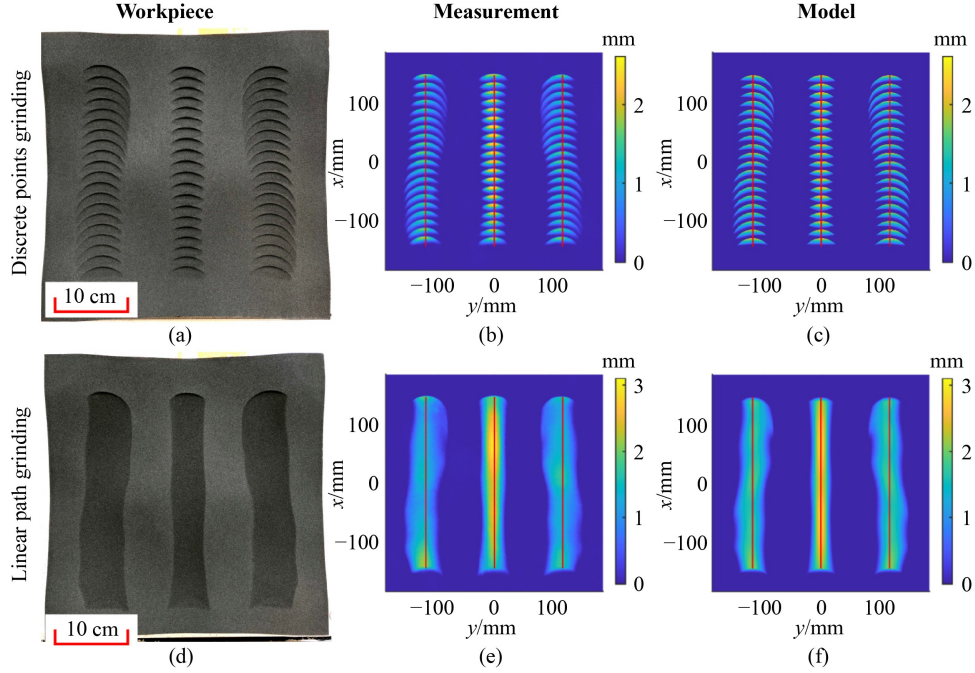 Workpiece
Measurement
Model
Discrete points grinding
10 cm
(a)
mm
2
1
0
100
0
−100
x/mm
−100 0 100
y/mm
(b)
mm
2
1
0
100
0
−100
x/mm
−100 0 100
y/mm
(c)
Linear path grinding
10 cm
(d)
mm
3
2
1
0
100
0
−100
x/mm
−100 0 100
y/mm
(e)
mm
3
2
1
0
100
0
−100
x/mm
−100 0 100
y/mm
(f)